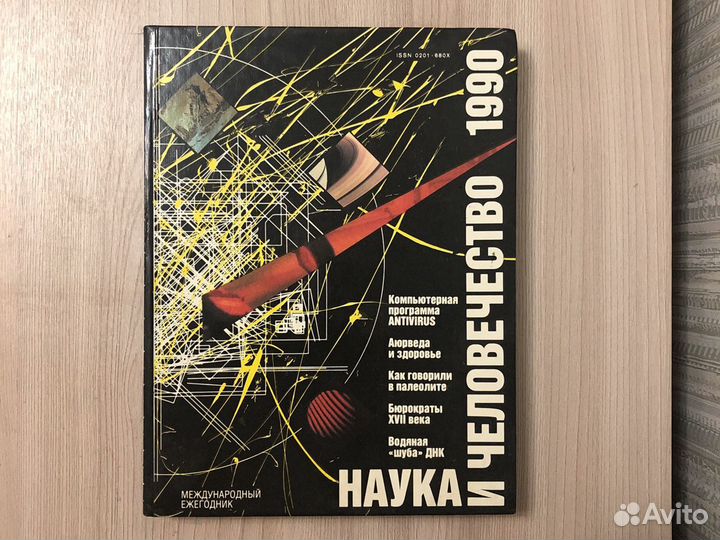 ISSN 0201-680X
НАУКА
И ЧЕЛОВЕЧЕСТВО 1990
Компьютерная
программа
ANTIVIRUS
Аюрведа
и здоровье
Как говорили
в палеолите
Бюрократы
XVII века
Водяная
«шуба» ДНК
МЕЖДУНАРОДНЫЙ
ЕЖЕГОДНИК
Avito